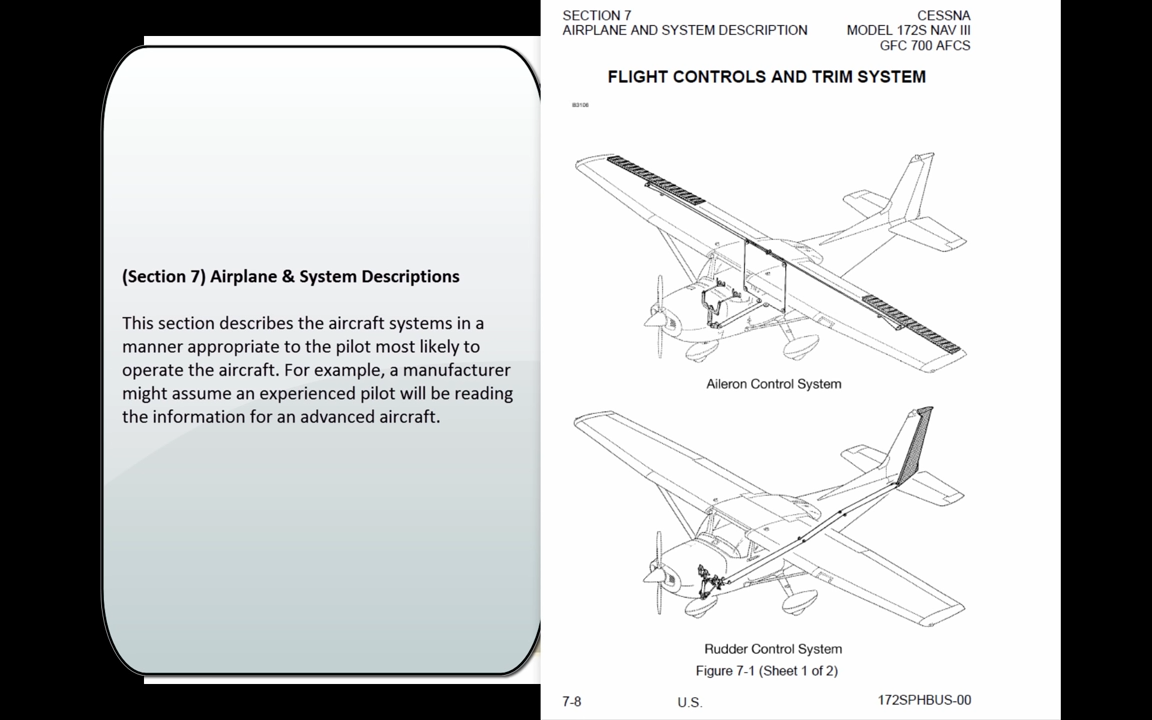 (Section 7) Airplane & System Descriptions
This section describes the aircraft systems in a
manner appropriate to the pilot most likely to
operate the aircraft. For example, a manufacturer
might assume an experienced pilot will be reading
the information for an advanced aircraft.
SECTION 7
AIRPLANE AND SYSTEM DESCRIPTION
CESSNA
MODEL 172S NAV III
GFC 700 AFCS
FLIGHT CONTROLS AND TRIM SYSTEM
B3108
Aileron Control System
Rudder Control System
Figure 7-1 (Sheet 1 of 2)
7-8
U.S.
172SPHBUS-00